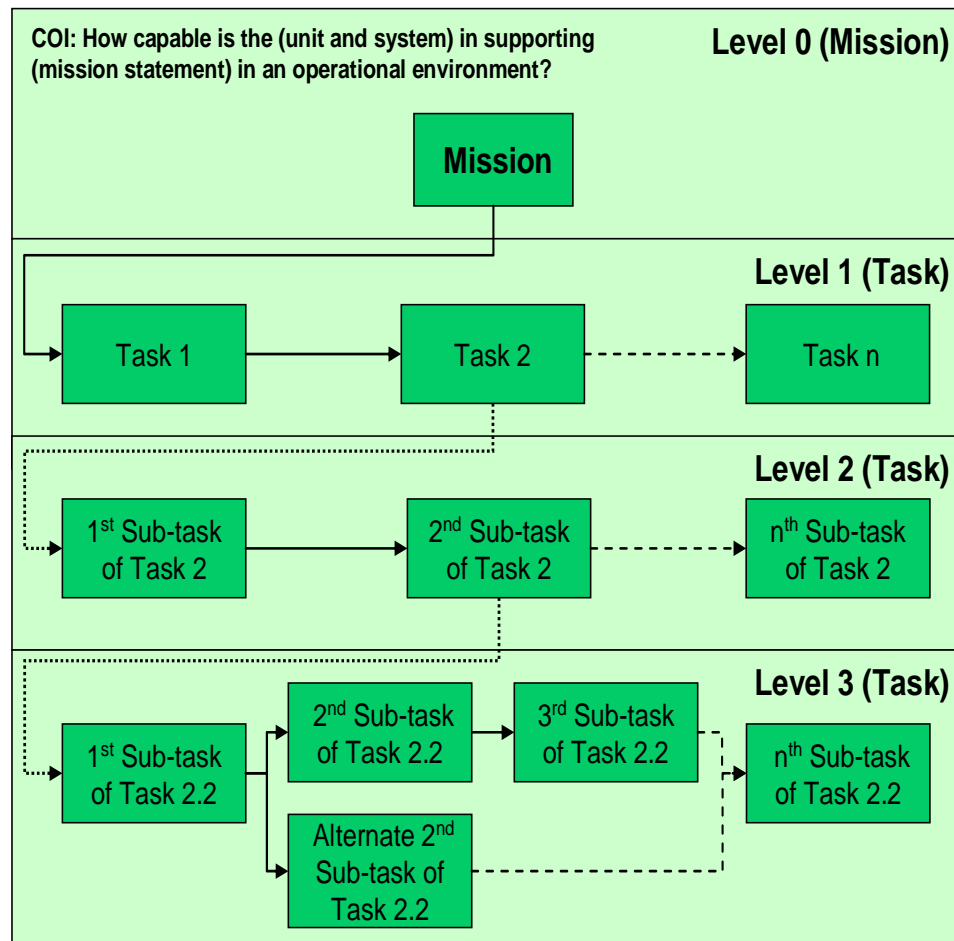 COI: How capable is the (unit and system) in supporting
(mission statement) in an operational environment?
Level 0 (Mission)
Mission
Level 1 (Task)
Task 1
Task 2
Task n
Level 2 (Task)
1st Sub-task
of Task 2
2nd Sub-task
of Task 2
nth Sub-task
of Task 2
Level 3 (Task)
1st Sub-task
of Task 2.2
2nd Sub-task
of Task 2.2
3rd Sub-task
of Task 2.2
nth Sub-task
of Task 2.2
Alternate 2nd
Sub-task of
Task 2.2